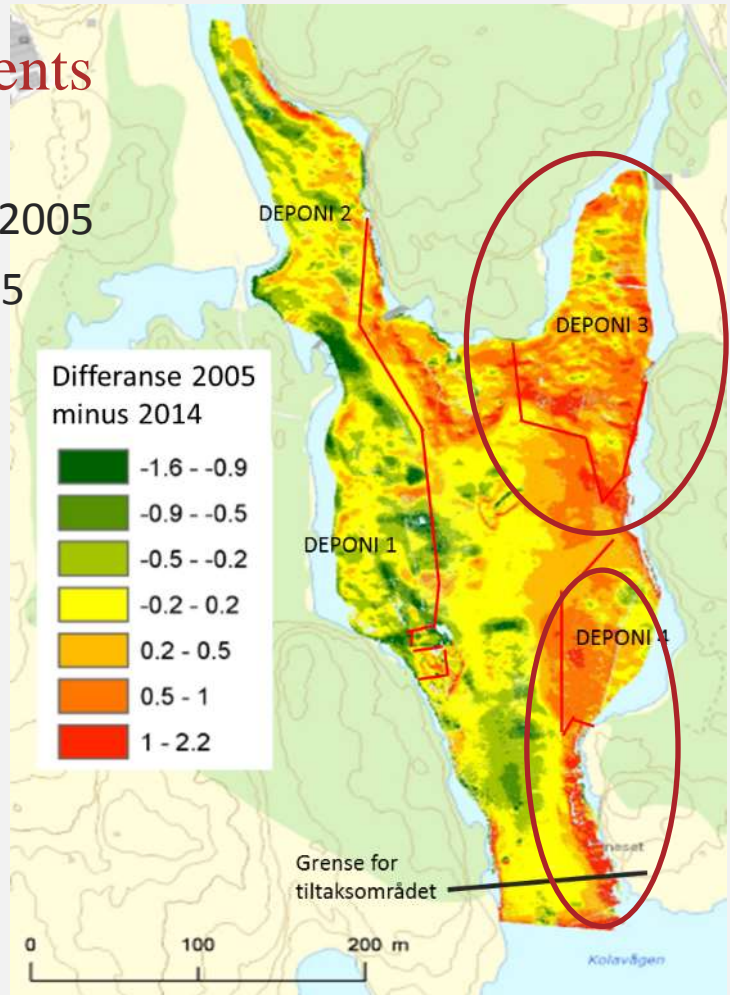 ents
2005
5
DEPONI 2
DEPONI 3
Differanse 2005
minus 2014
-1.6 - -0.9
-0.9 - -0.5
-0.5 - -0.2
-0.2 - 0.2
0.2 - 0.5
0.5 - 1
1 - 2.2
DEPONI 1
DEPONI 4
neset
Grense for
tiltaksområdet
0 100 200 m
Kolavågen